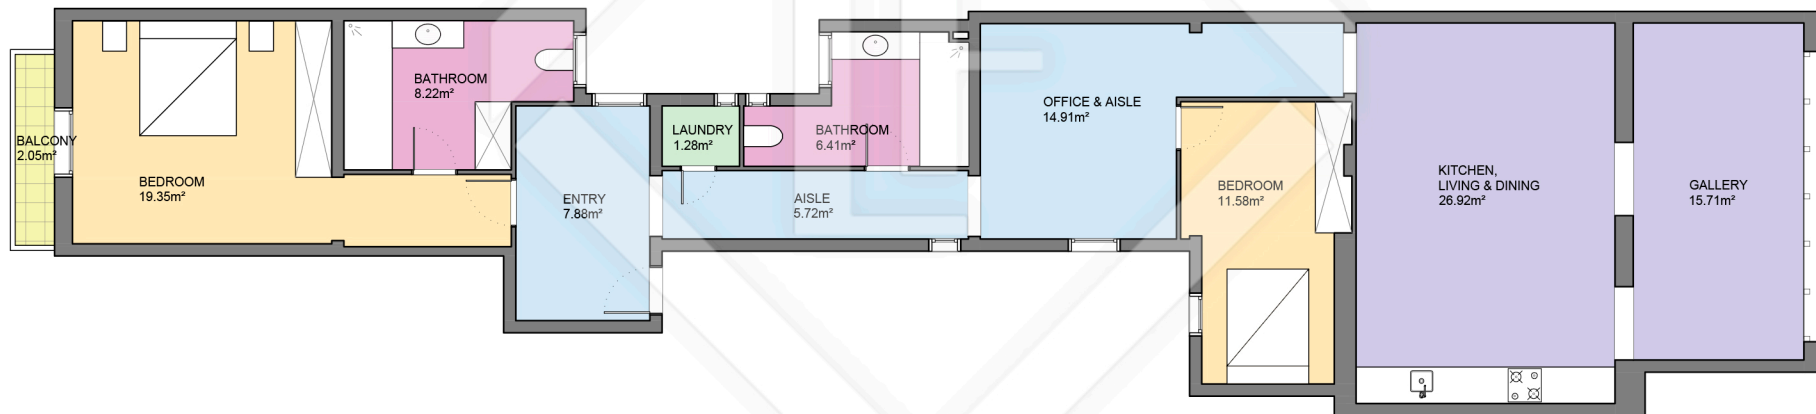 BALCONY
2.05m²
BEDROOM
19.35m²
BATHROOM
8.22m²
ENTRY
7.88m²
LAUNDRY
1.28m²
BATHROOM
6.41m²
AISLE
5.72m²
OFFICE & AISLE
14.91m²
BEDROOM
11.58m²
KITCHEN,
LIVING & DINING
26.92m²
GALLERY
15.71m²